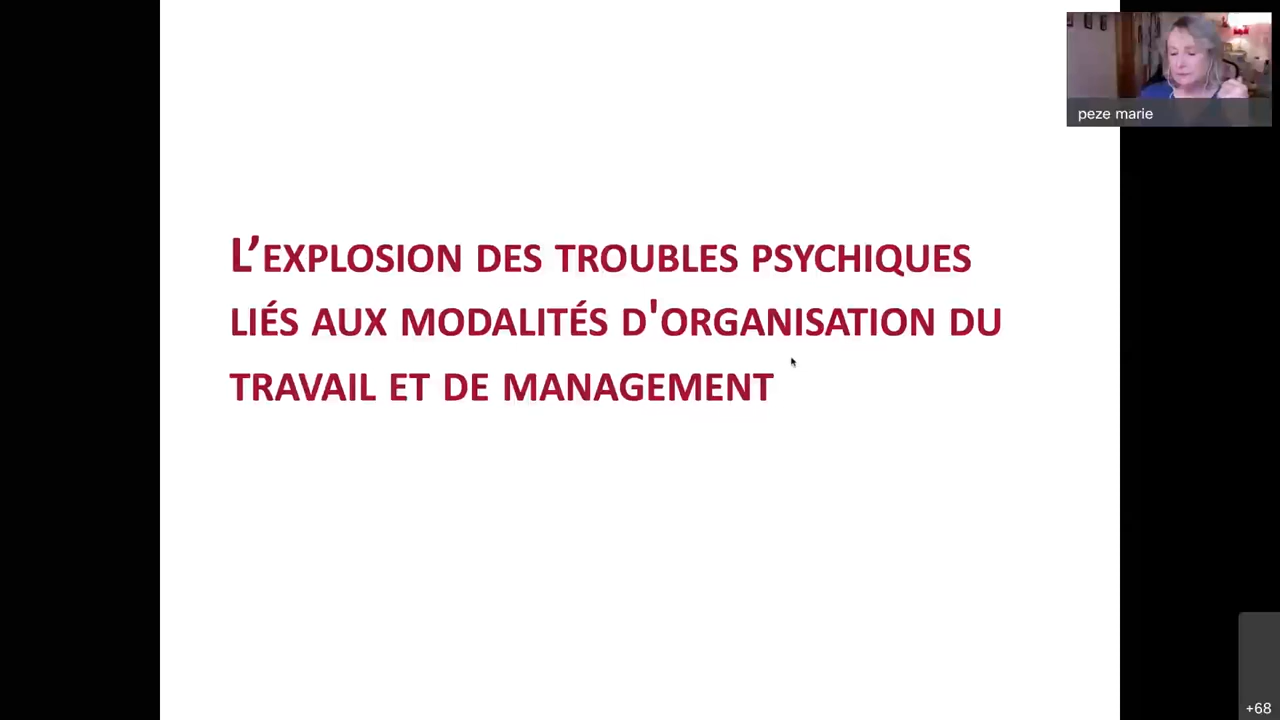 L’EXPLOSION DES TROUBLES PSYCHIQUES
LIÉS AUX MODALITÉS D'ORGANISATION DU
TRAVAIL ET DE MANAGEMENT
peze marie
+68